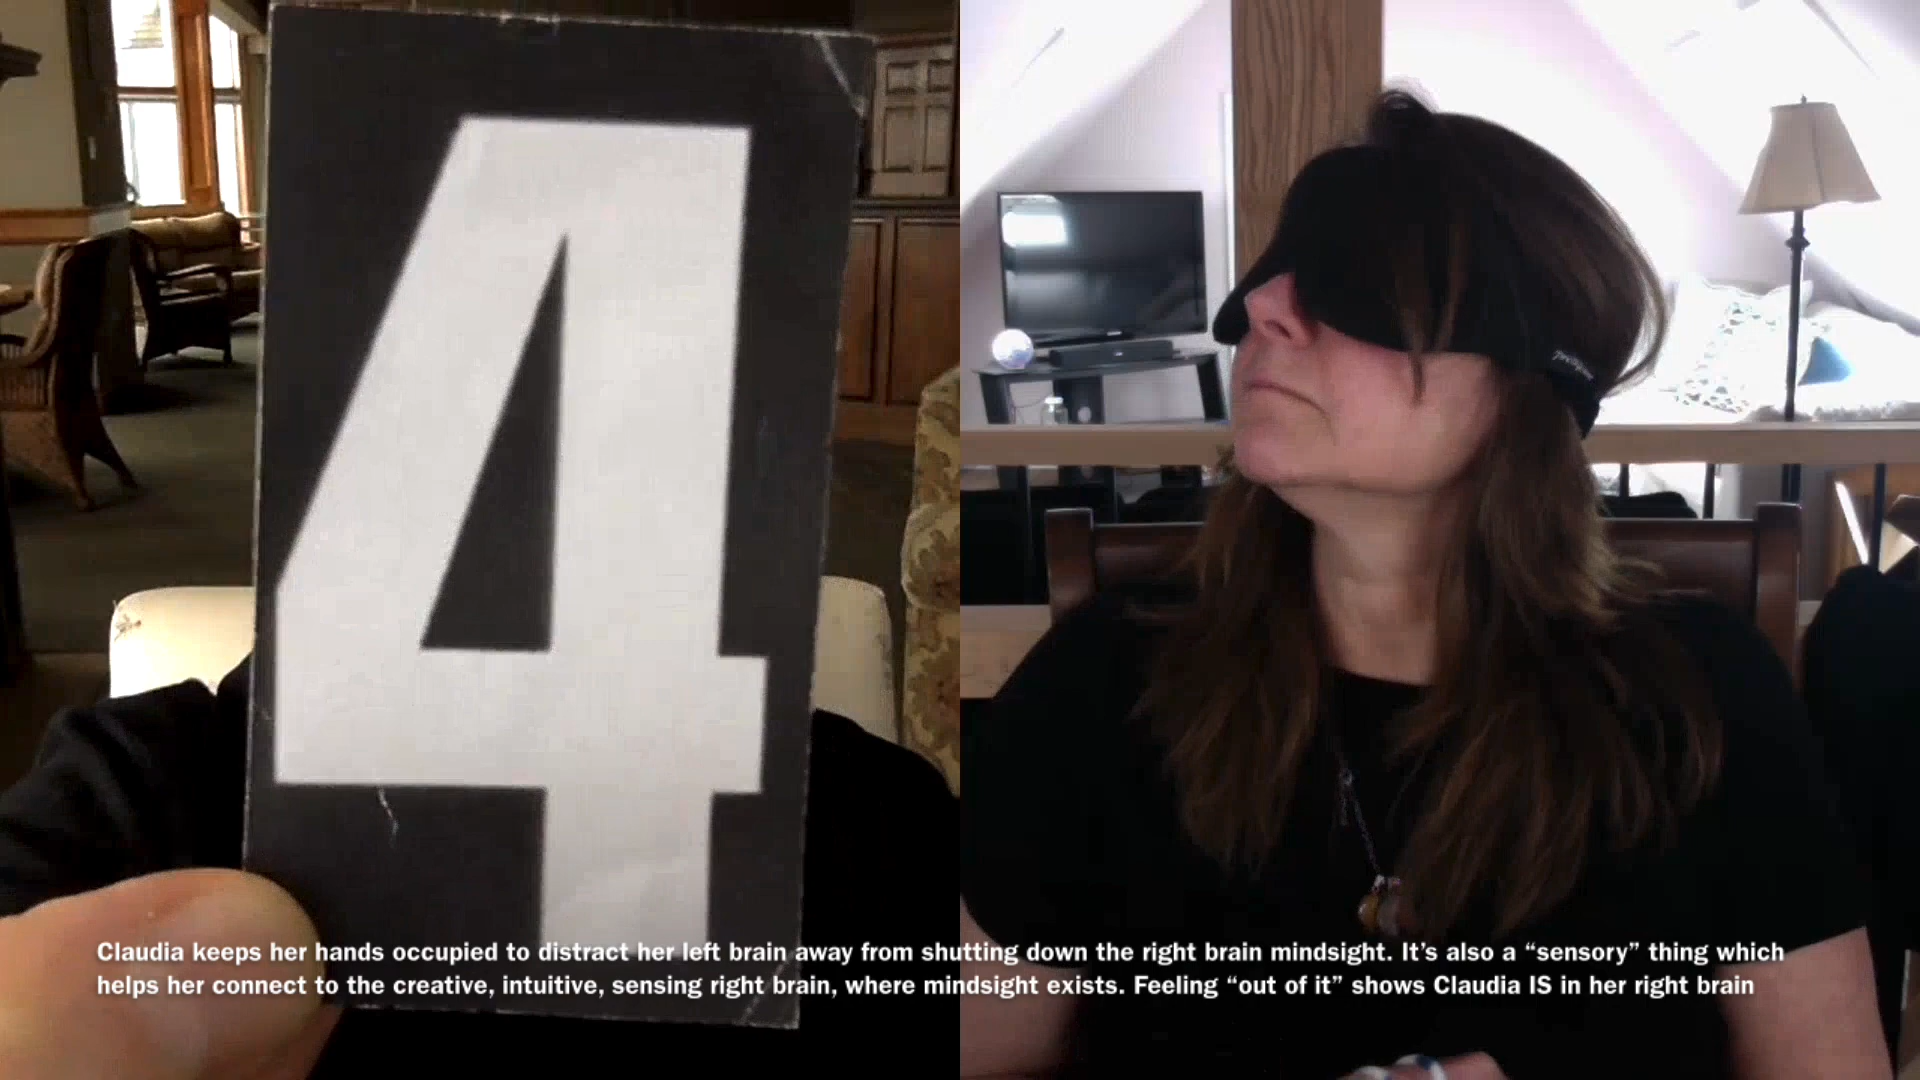 4
Claudia keeps her hands occupied to distract her left brain away from shutting down the right brain mindsight. It’s also a “sensory” thing which
helps her connect to the creative, intuitive, sensing right brain, where mindsight exists. Feeling “out of it” shows Claudia IS in her right brain